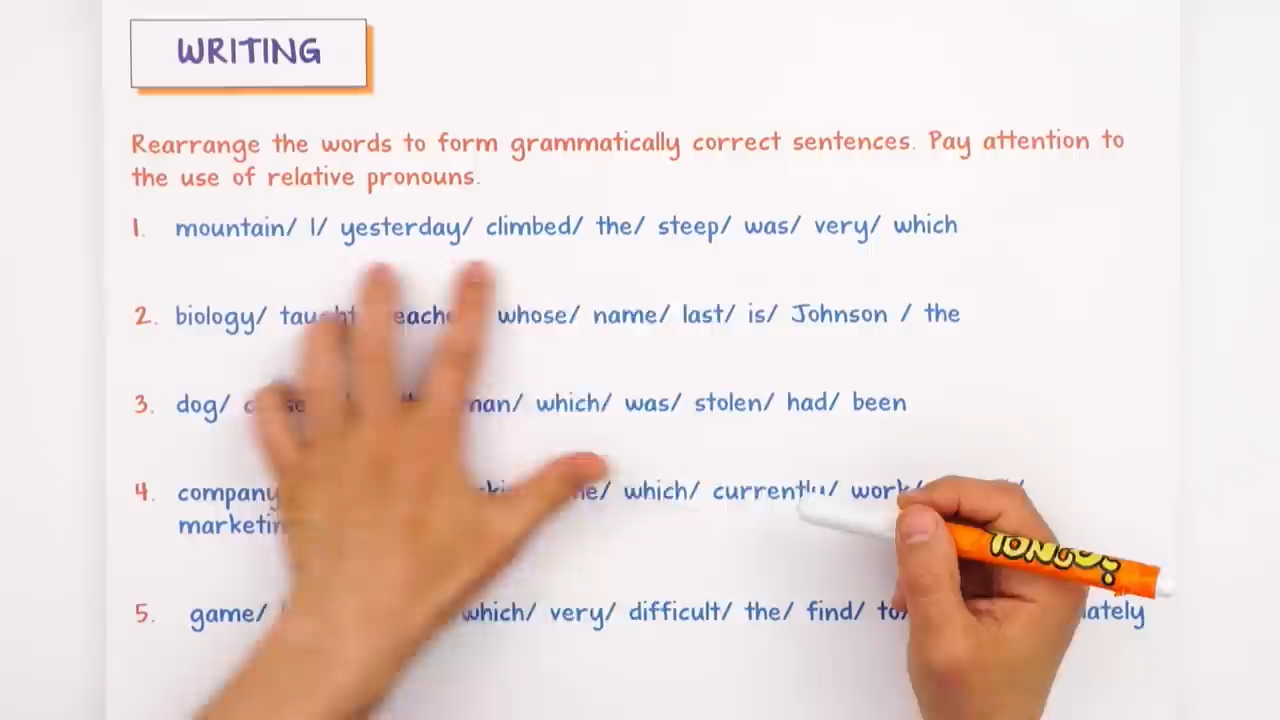 WRITING
Rearrange the words to form grammatically correct sentences. Pay attention to
the use of relative pronouns.
1. mountain/ I/ yesterday/ climbed/ the/ steep/ was/ very/ which
2. biology/ whose/ name/ last/ is/ Johnson / the
3. dog/ which/ was/ stolen/ had/ been
4. company which/ currently/
5. game/ which/ very/ difficult/ the/ find/
TONGO!